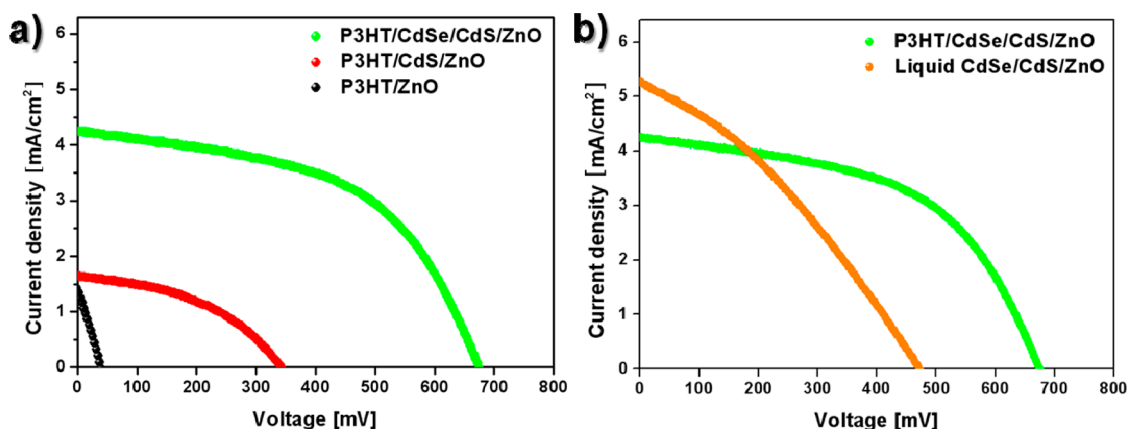 a)
P3HT/CdSe/CdS/ZnO
P3HT/CdS/ZnO
P3HT/ZnO
Current density [mA/cm²]
6
5
4
3
2
1
0
0 100 200 300 400 500 600 700 800
Voltage [mV]
b)
P3HT/CdSe/CdS/ZnO
Liquid CdSe/CdS/ZnO
Current density [mA/cm²]
6
5
4
3
2
1
0
0 100 200 300 400 500 600 700 800
Voltage [mV]